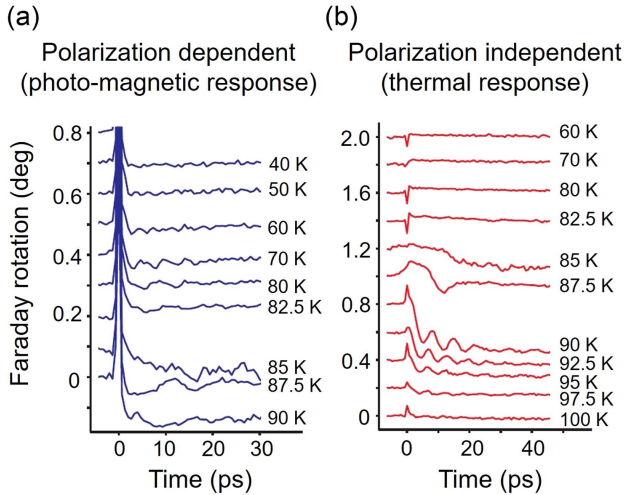 (a)
Polarization dependent
(photo-magnetic response)
Faraday rotation (deg)
0.8
0.6
0.4
0.2
0
40 K
50 K
60 K
70 K
80 K
82.5 K
85 K
87.5 K
90 K
0 10 20 30
Time (ps)
(b)
Polarization independent
(thermal response)
2.0
1.6
1.2
0.8
0.4
0
60 K
70 K
80 K
82.5 K
85 K
87.5 K
90 K
92.5 K
95 K
97.5 K
100 K
0 20 40
Time (ps)